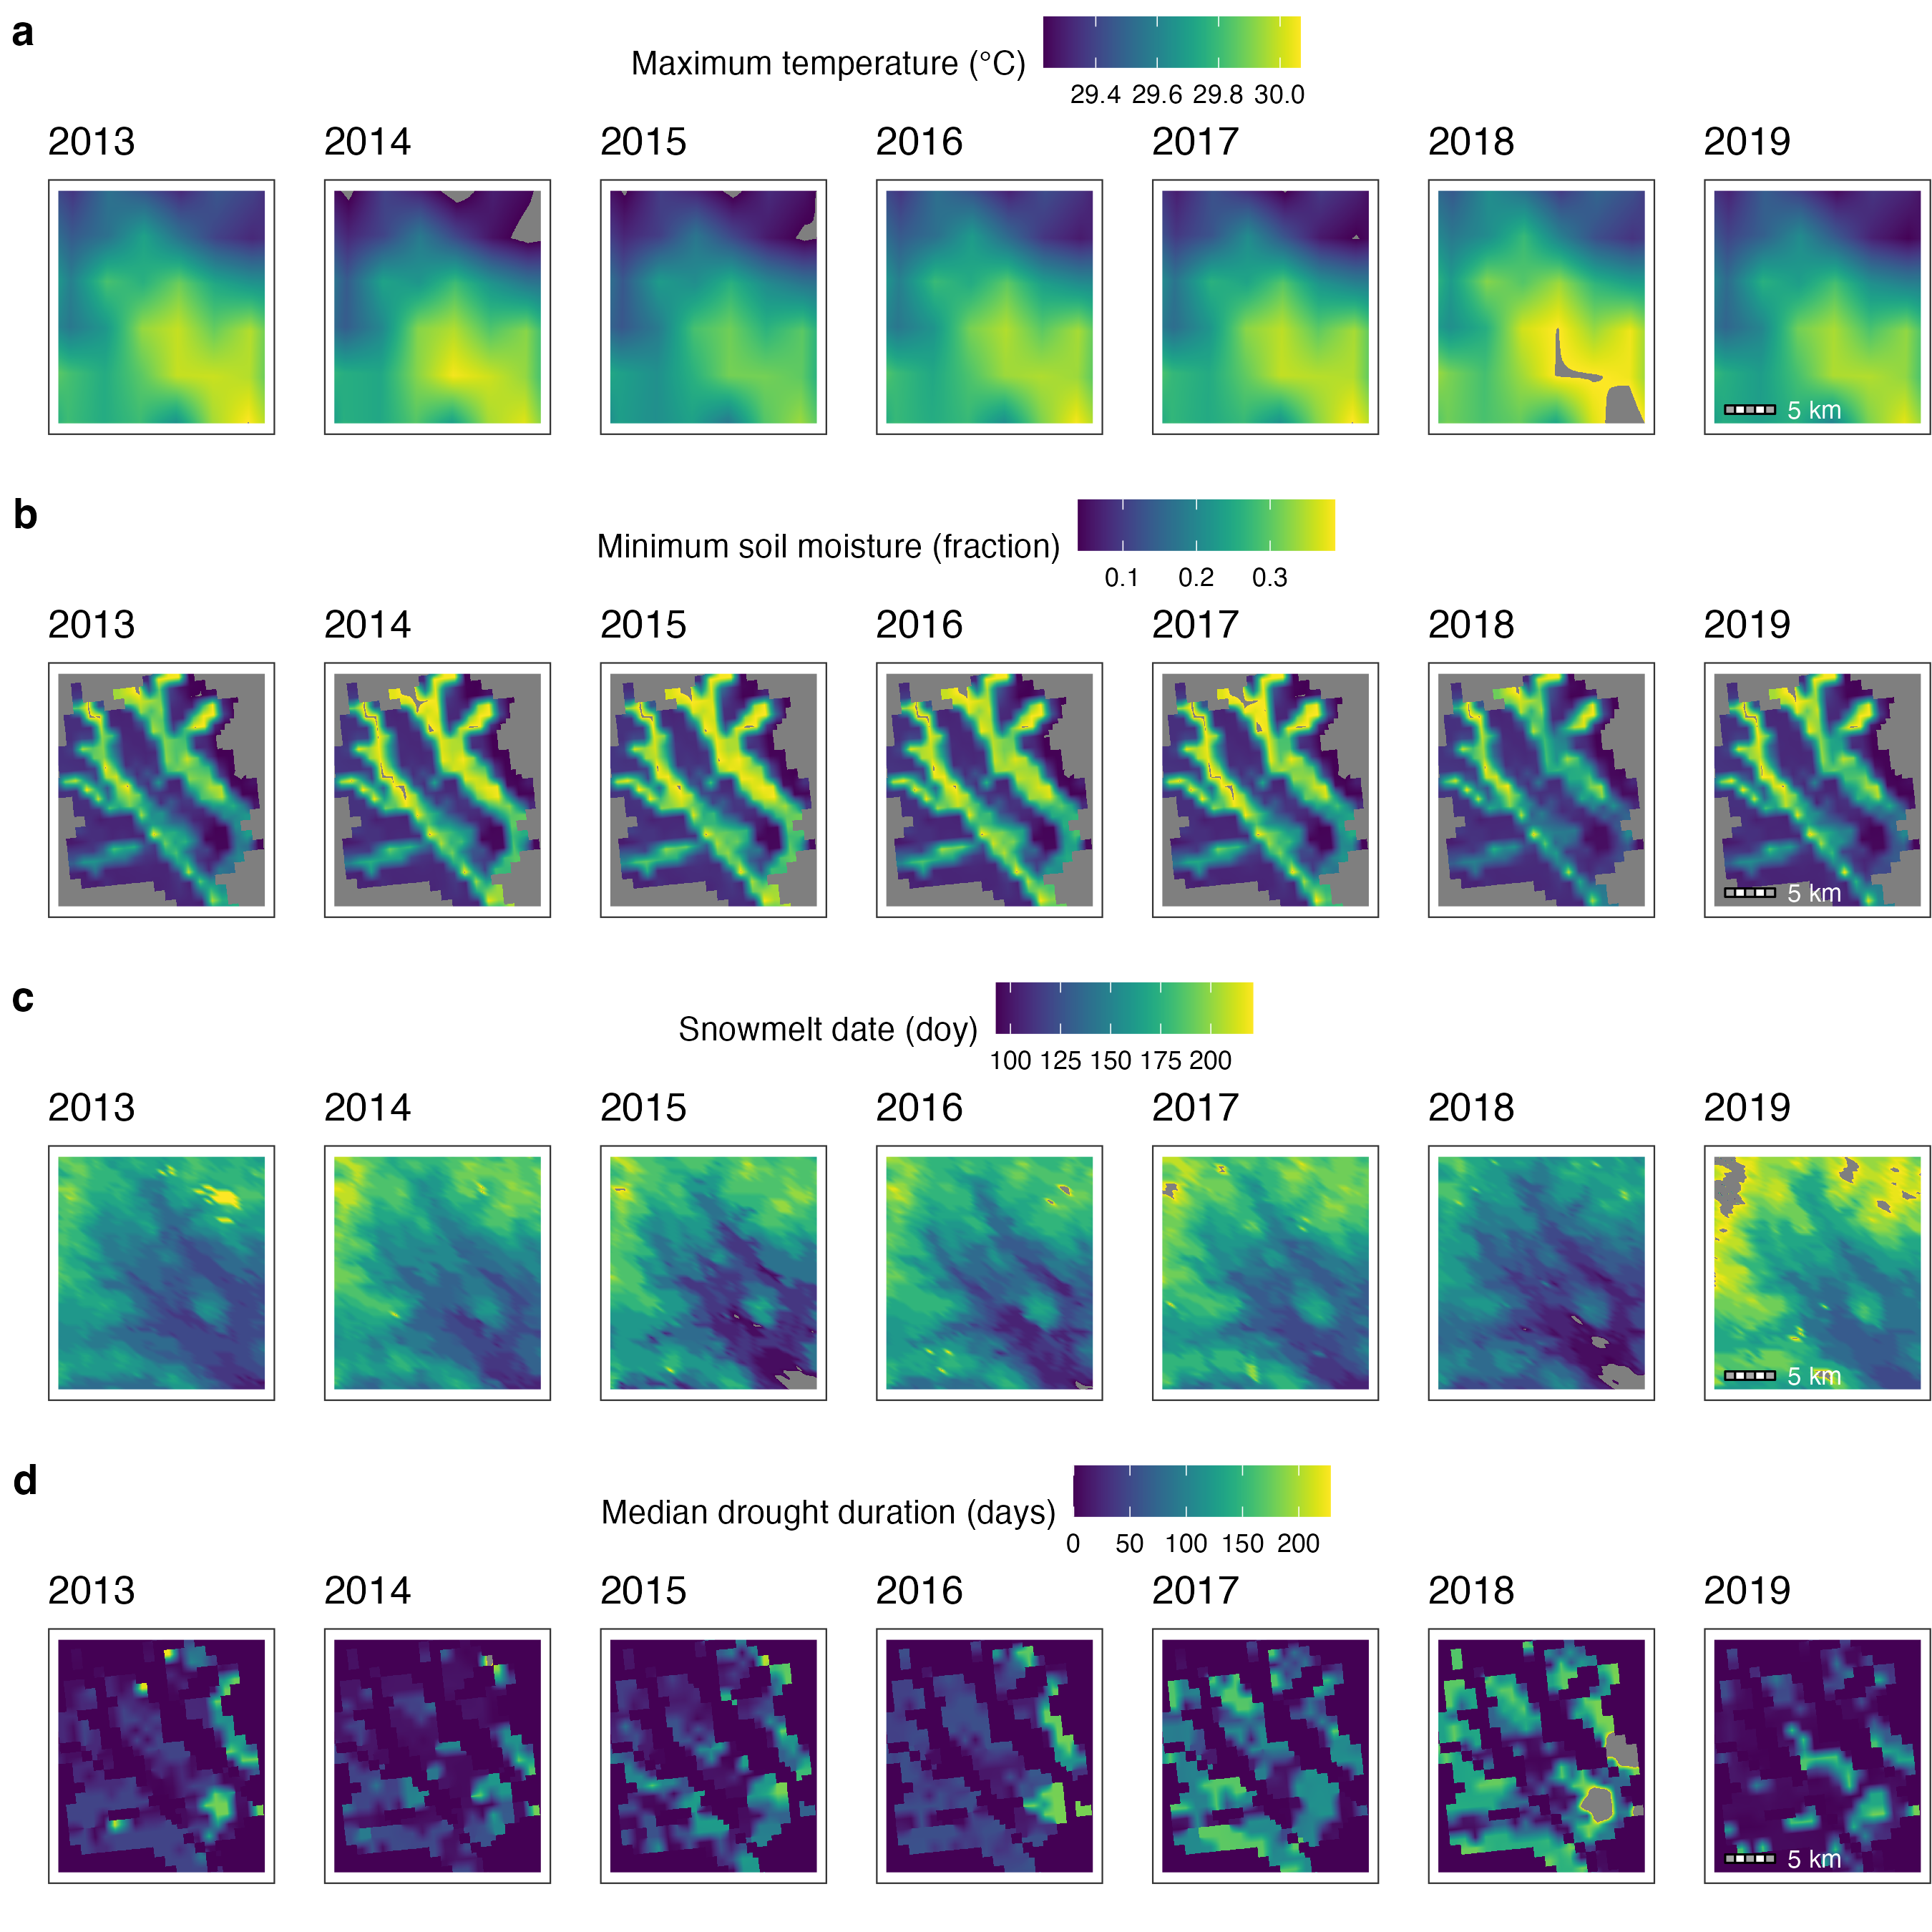 a
Maximum temperature (°C)
29.4 29.6 29.8 30.0
2013 2014 2015 2016 2017 2018 2019
5 km
b
Minimum soil moisture (fraction)
0.1 0.2 0.3
2013 2014 2015 2016 2017 2018 2019
5 km
c
Snowmelt date (doy)
100 125 150 175 200
2013 2014 2015 2016 2017 2018 2019
5 km
d
Median drought duration (days)
0 50 100 150 200
2013 2014 2015 2016 2017 2018 2019
5 km